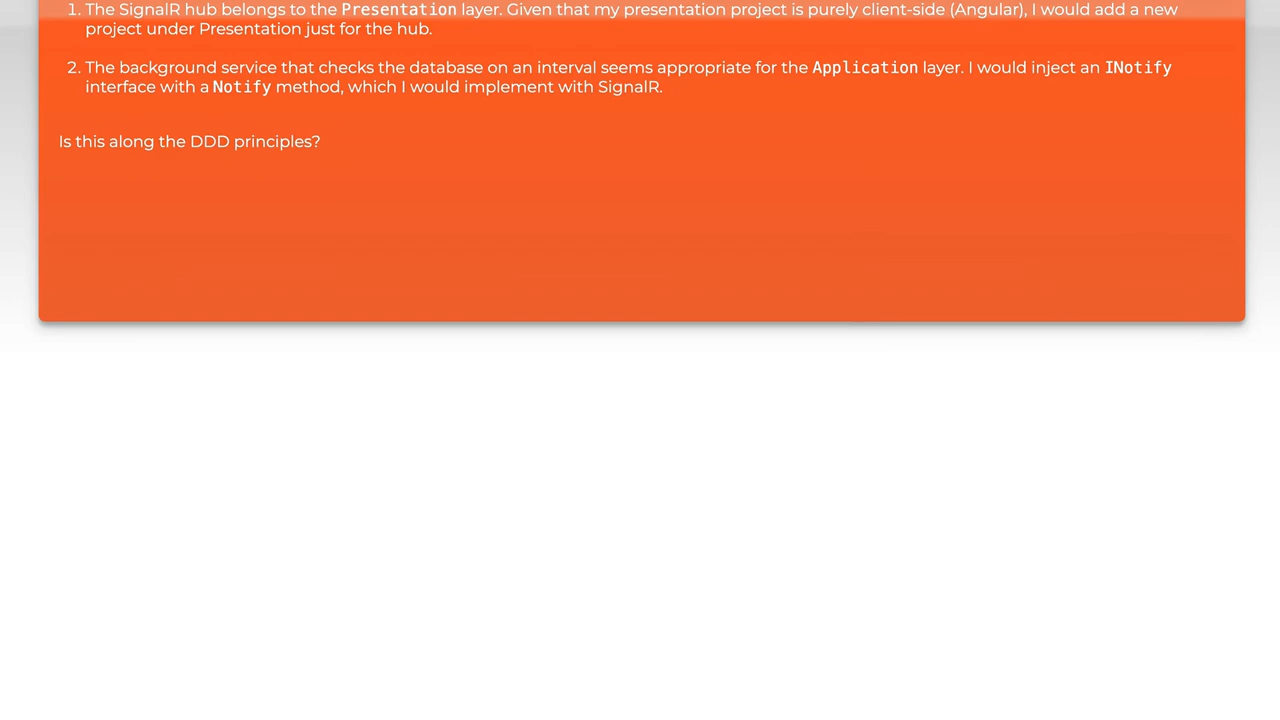 1. The SignalR hub belongs to the Presentation layer. Given that my presentation project is purely client-side (Angular), I would add a new
project under Presentation just for the hub.
2. The background service that checks the database on an interval seems appropriate for the Application layer. I would inject an INotify
interface with a Notify method, which I would implement with SignalR.
Is this along the DDD principles?